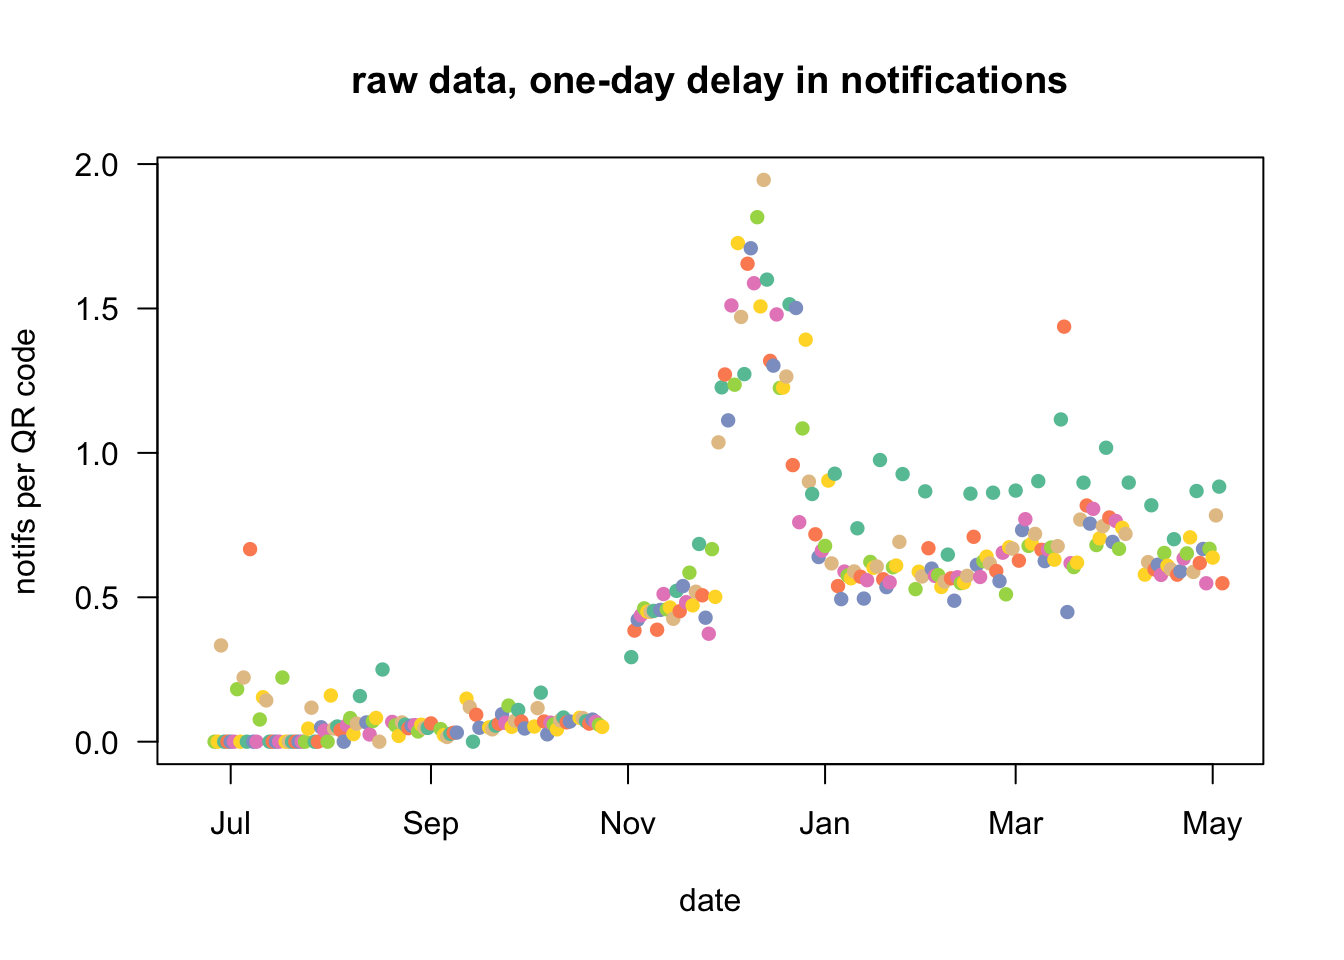 raw data, one-day delay in notifications
notifs per QR code
2.0
1.5
1.0
0.5
0.0
Jul Sep Nov Jan Mar May
date